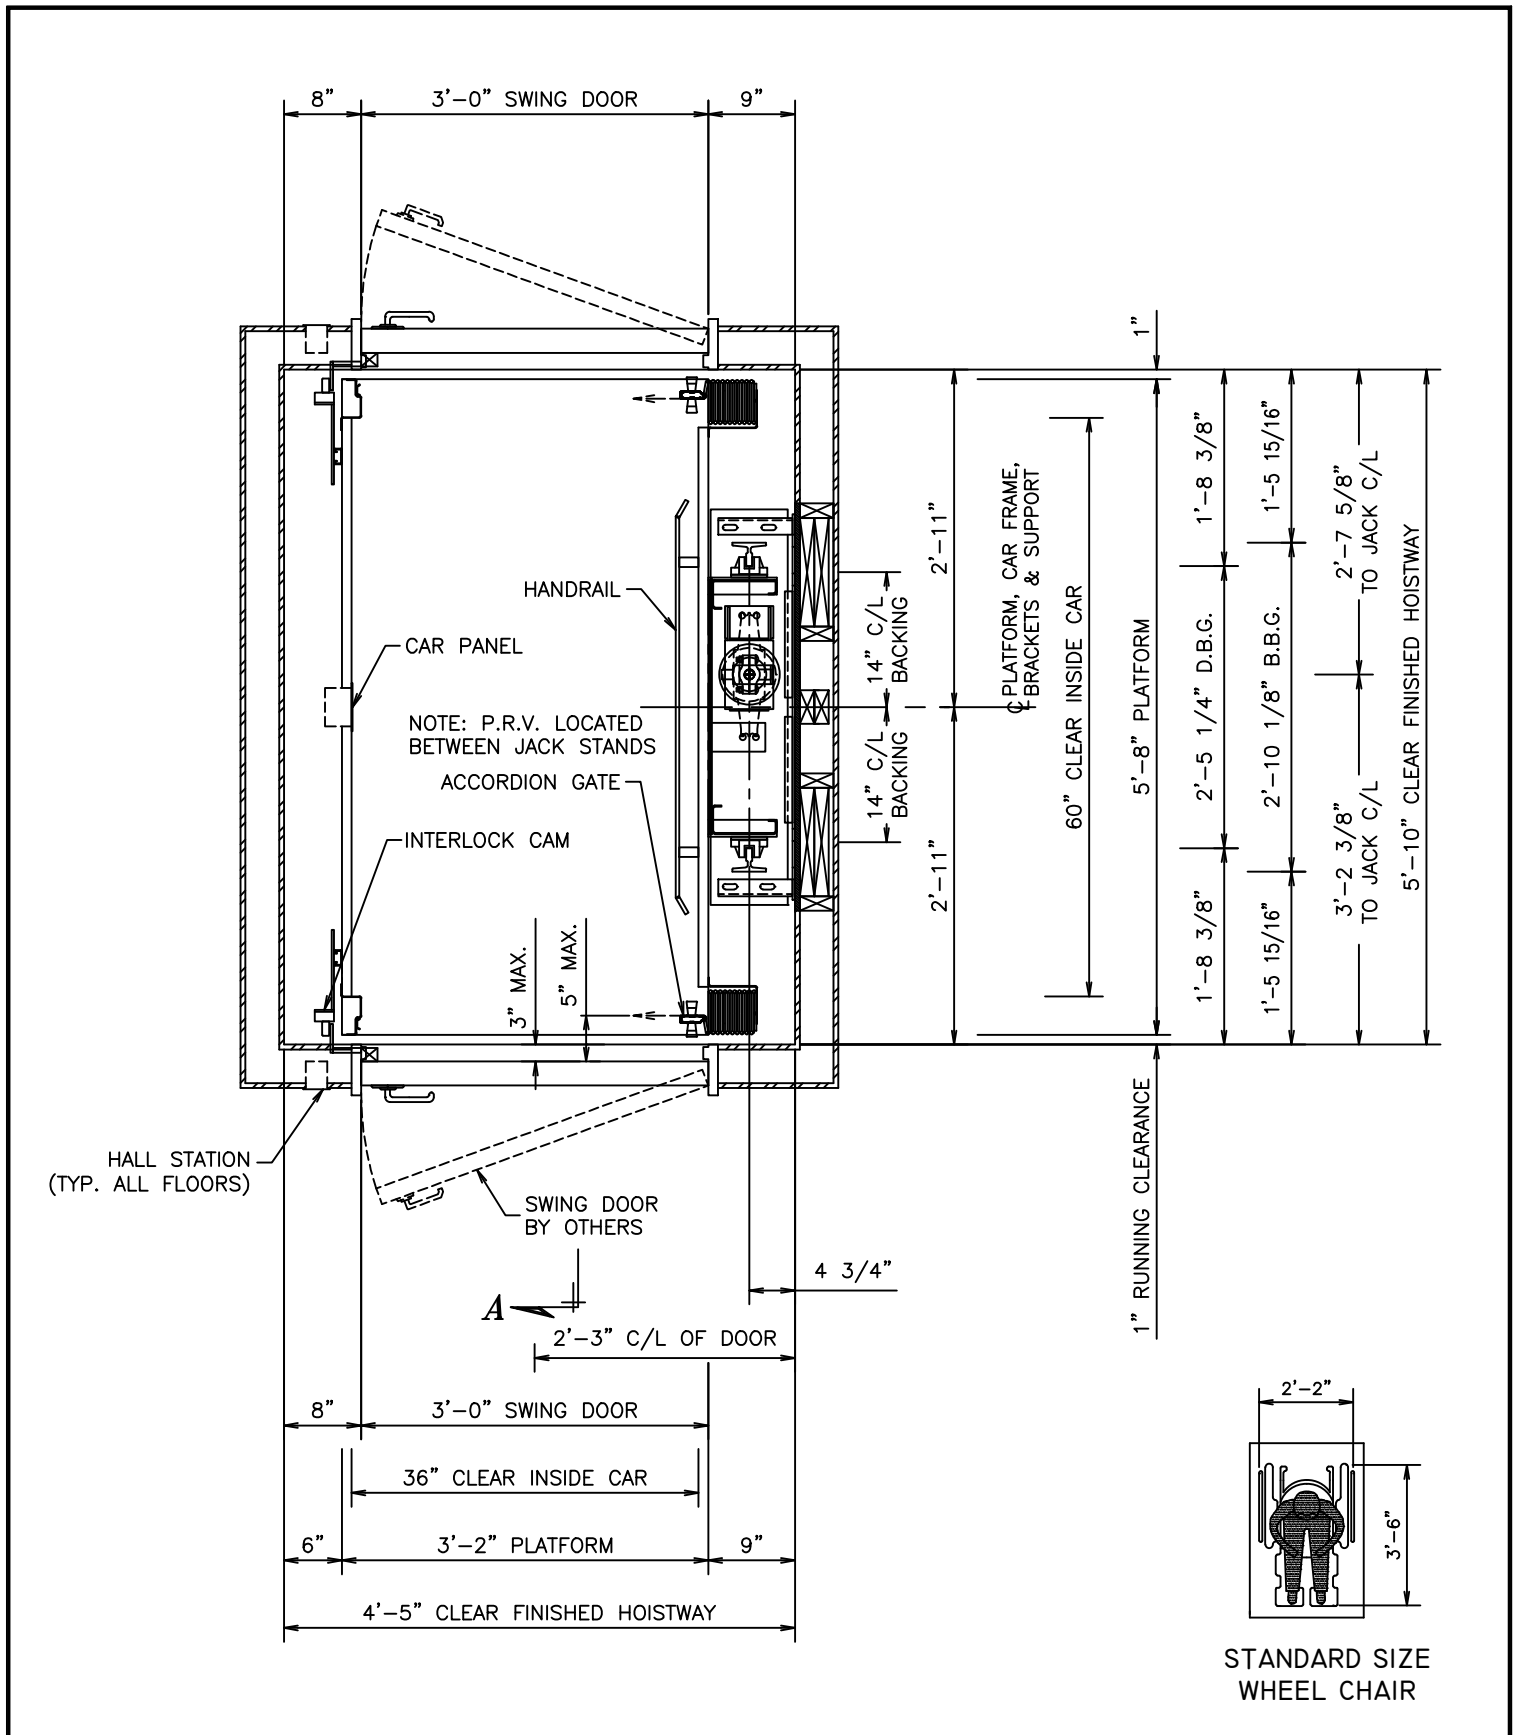 8"
3'-0" SWING DOOR
9"
1"
HANDRAIL
CAR PANEL
NOTE: P.R.V. LOCATED
BETWEEN JACK STANDS
ACCORDION GATE
INTERLOCK CAM
3" MAX.
5" MAX.
14" C/L
BACKING
14" C/L
BACKING
2'-11"
2'-11"
℄ PLATFORM, CAR FRAME,
BRACKETS & SUPPORT
60" CLEAR INSIDE CAR
5'-8" PLATFORM
1'-8 3/8"
2'-5 1/4" D.B.G.
1'-8 3/8"
1'-5 15/16"
2'-10 1/8" B.B.G.
1'-5 15/16"
2'-7 5/8"
TO JACK C/L
3'-2 3/8"
TO JACK C/L
5'-10" CLEAR FINISHED HOISTWAY
1" RUNNING CLEARANCE
HALL STATION
(TYP. ALL FLOORS)
SWING DOOR
BY OTHERS
4 3/4"
A
2'-3" C/L OF DOOR
8"
3'-0" SWING DOOR
36" CLEAR INSIDE CAR
6"
3'-2" PLATFORM
9"
4'-5" CLEAR FINISHED HOISTWAY
2'-2"
3'-6"
STANDARD SIZE
WHEEL CHAIR